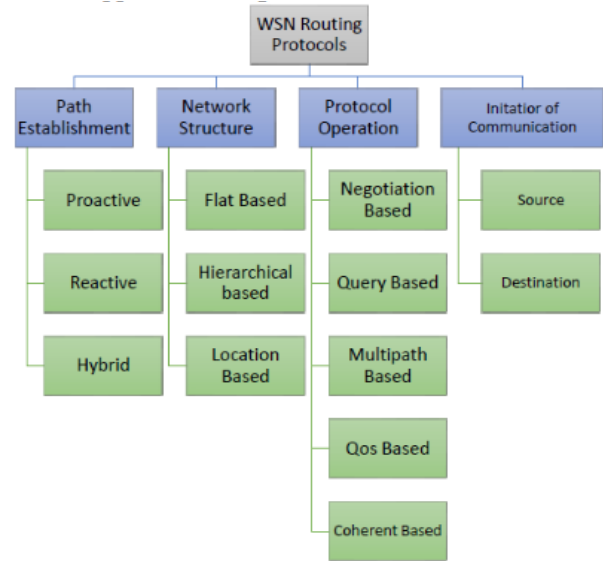 WSN Routing
Protocols
Path
Establishment
Network
Structure
Protocol
Operation
Initatior of
Communication
Proactive
Reactive
Hybrid
Flat Based
Hierarchical
based
Location
Based
Negotiation
Based
Query Based
Multipath
Based
Qos Based
Coherent Based
Source
Destination